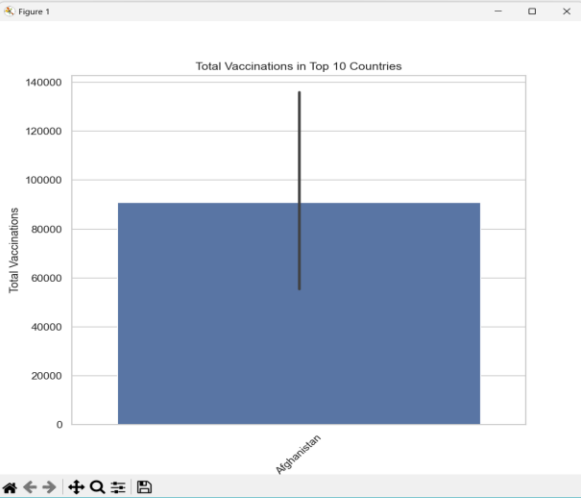 Figure 1
Total Vaccinations in Top 10 Countries
140000
120000
100000
80000
60000
40000
20000
0
Total Vaccinations
Afghanistan